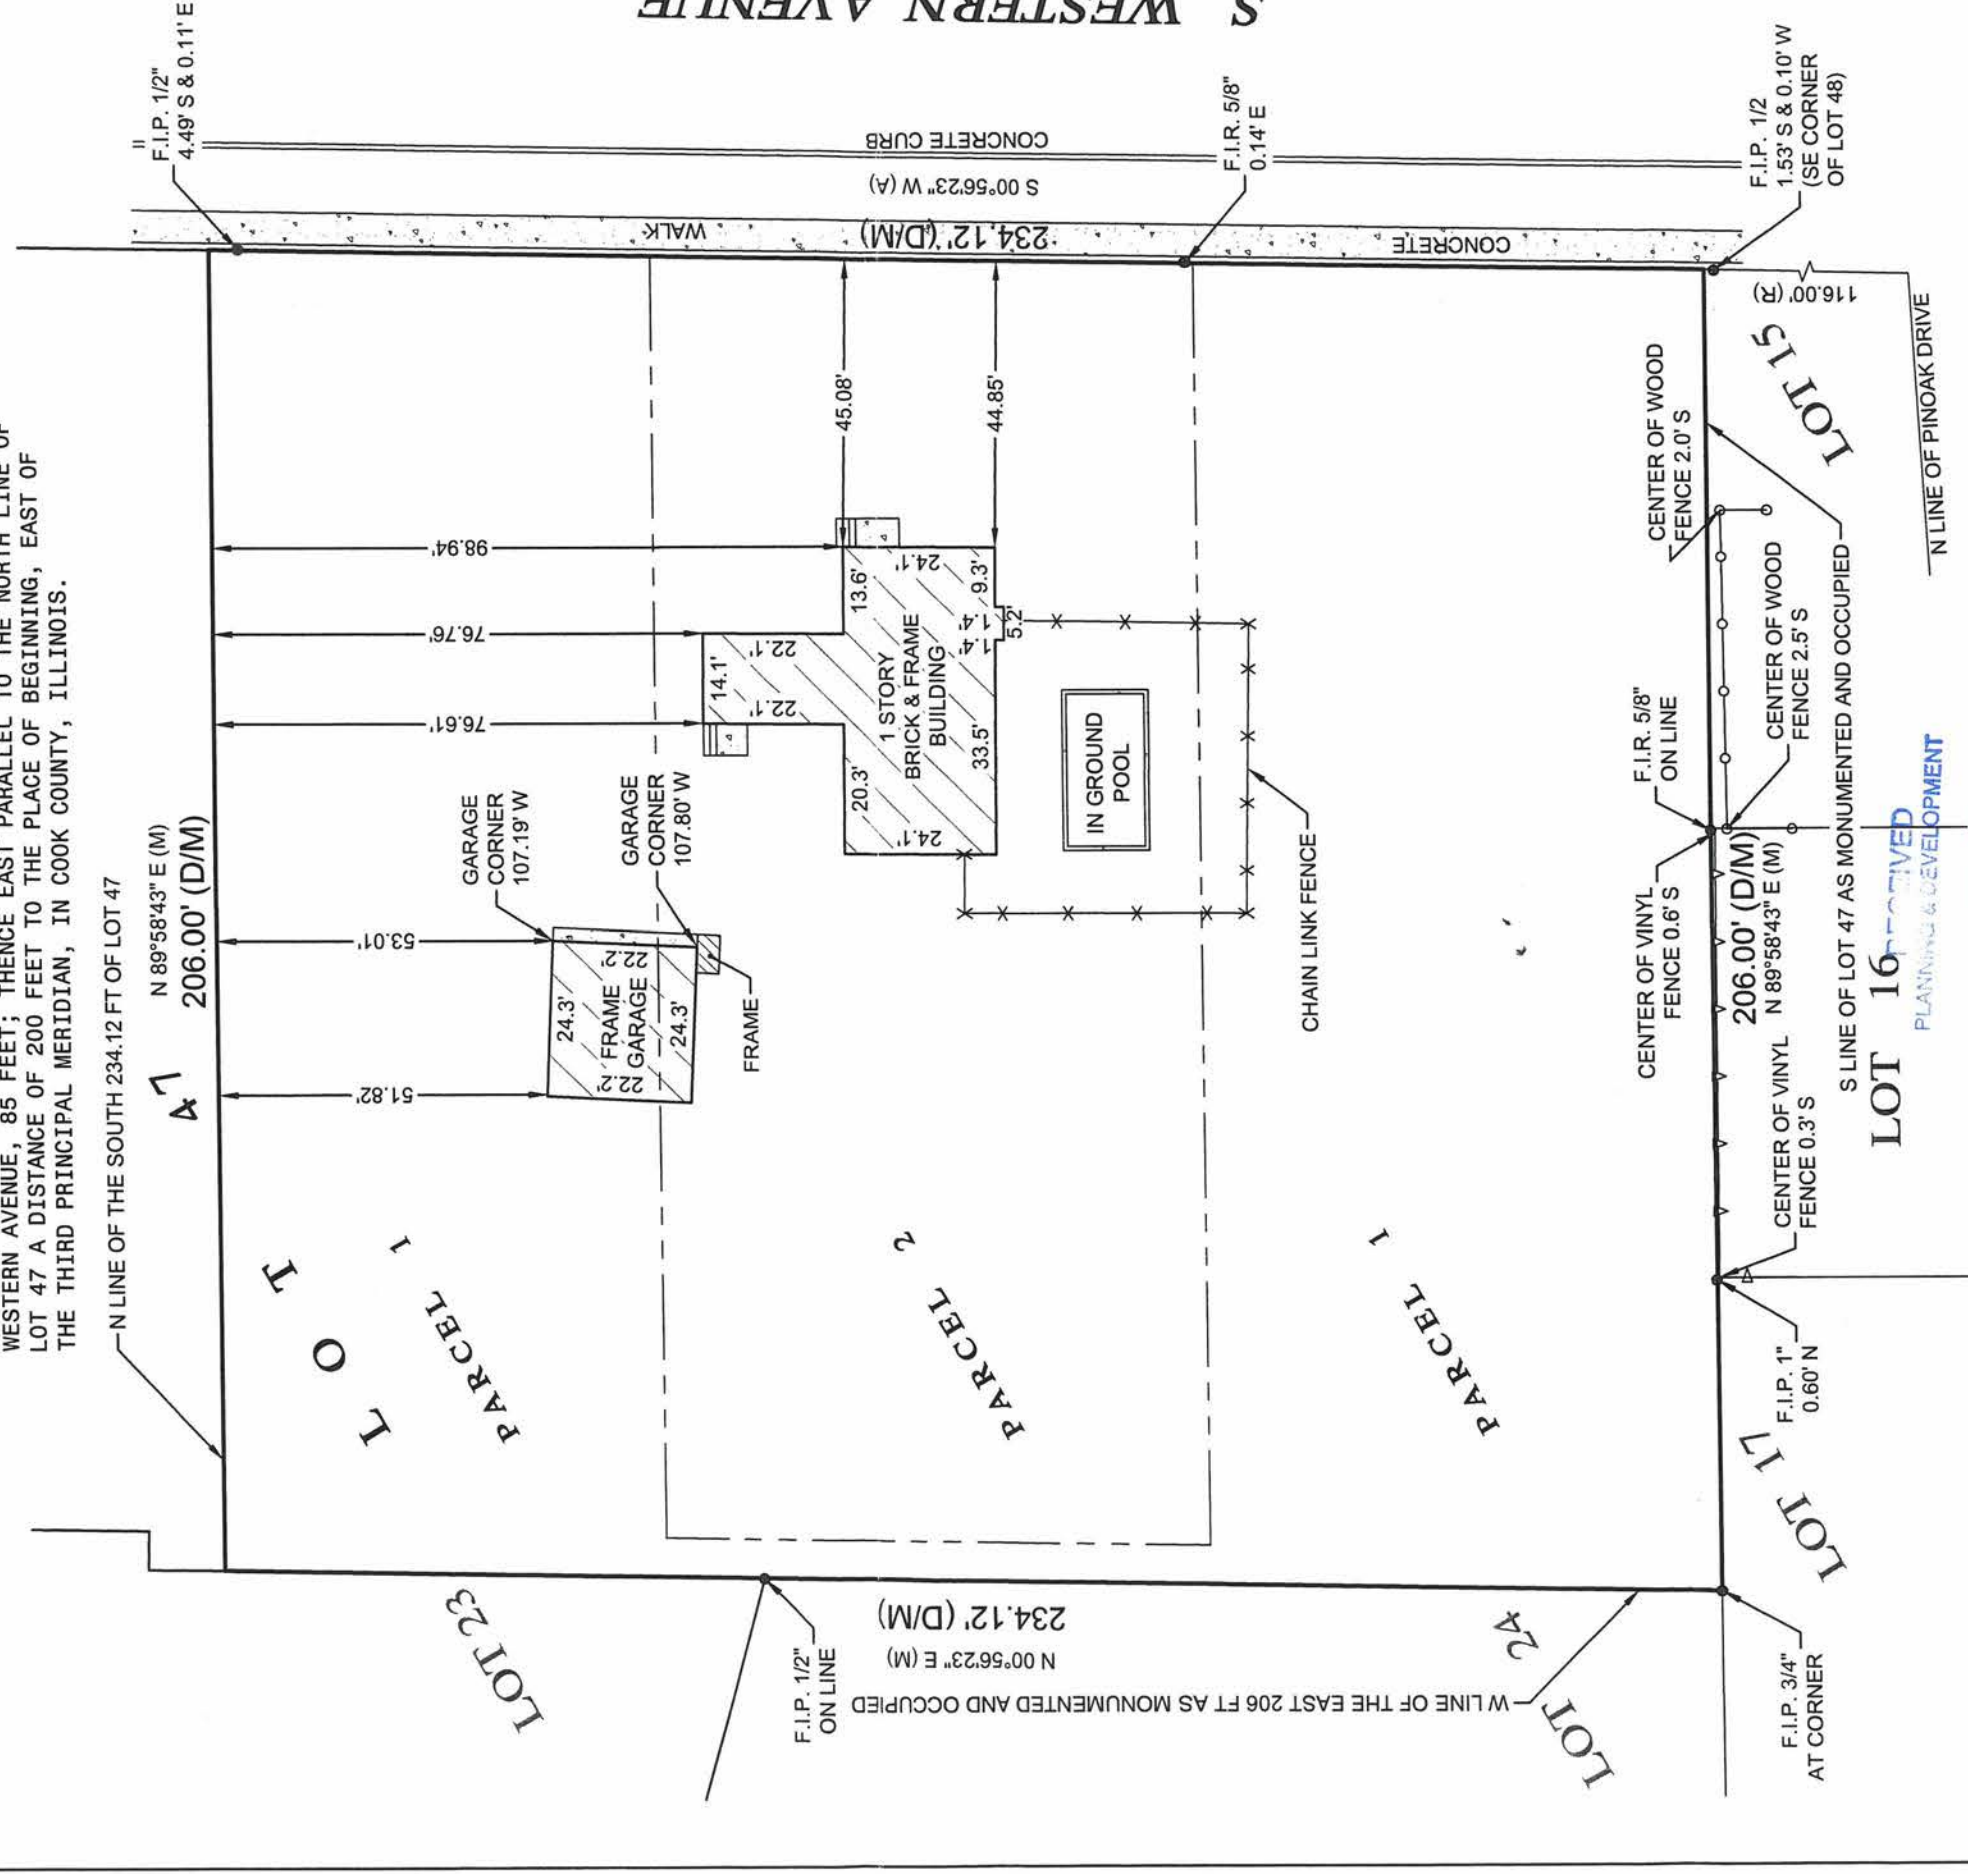 WESTERN AVENUE, 85 FEET; THENCE EAST PARALLEL TO THE NORTH LINE OF
LOT 47 A DISTANCE OF 200 FEET TO THE PLACE OF BEGINNING, EAST OF
THE THIRD PRINCIPAL MERIDIAN, IN COOK COUNTY, ILLINOIS.
S WESTERN AVENUE
F.I.P. 1/2"
4.49' S & 0.11' E
CONCRETE CURB
S 00°56'23" W (A)
WALK
234.12' (D/M)
CONCRETE
F.I.R. 5/8"
0.14' E
F.I.P. 1/2
1.53' S & 0.10' W
(SE CORNER
OF LOT 48)
116.00' (R)
LOT 15
N LINE OF PINOAK DRIVE
N LINE OF THE SOUTH 234.12 FT OF LOT 47
N 89°58'43" E (M)
206.00' (D/M)
LOT 47
98.94'
76.76'
76.61'
53.01'
51.82'
45.08'
44.85'
GARAGE
CORNER
107.19' W
GARAGE
CORNER
107.80' W
24.3'
22.2'
FRAME
GARAGE
22.2'
24.3'
FRAME
14.1'
22.1'
22.1'
13.6'
24.1'
9.3'
1.4'
5.2'
1.4'
20.3'
24.1'
33.5'
1 STORY
BRICK & FRAME
BUILDING
IN GROUND
POOL
CHAIN LINK FENCE
PARCEL 1
PARCEL 2
PARCEL 1
LOT 23
F.I.P. 1/2"
ON LINE
234.12' (D/M)
N 00°56'23" E (M)
W LINE OF THE EAST 206 FT AS MONUMENTED AND OCCUPIED
LOT 24
F.I.P. 3/4"
AT CORNER
LOT 17
F.I.P. 1"
0.60' N
CENTER OF VINYL
FENCE 0.3' S
CENTER OF VINYL
FENCE 0.6' S
F.I.R. 5/8"
ON LINE
CENTER OF WOOD
FENCE 2.0' S
CENTER OF WOOD
FENCE 2.5' S
206.00' (D/M)
N 89°58'43" E (M)
S LINE OF LOT 47 AS MONUMENTED AND OCCUPIED
LOT 16
RECEIVED
PLANNING & DEVELOPMENT